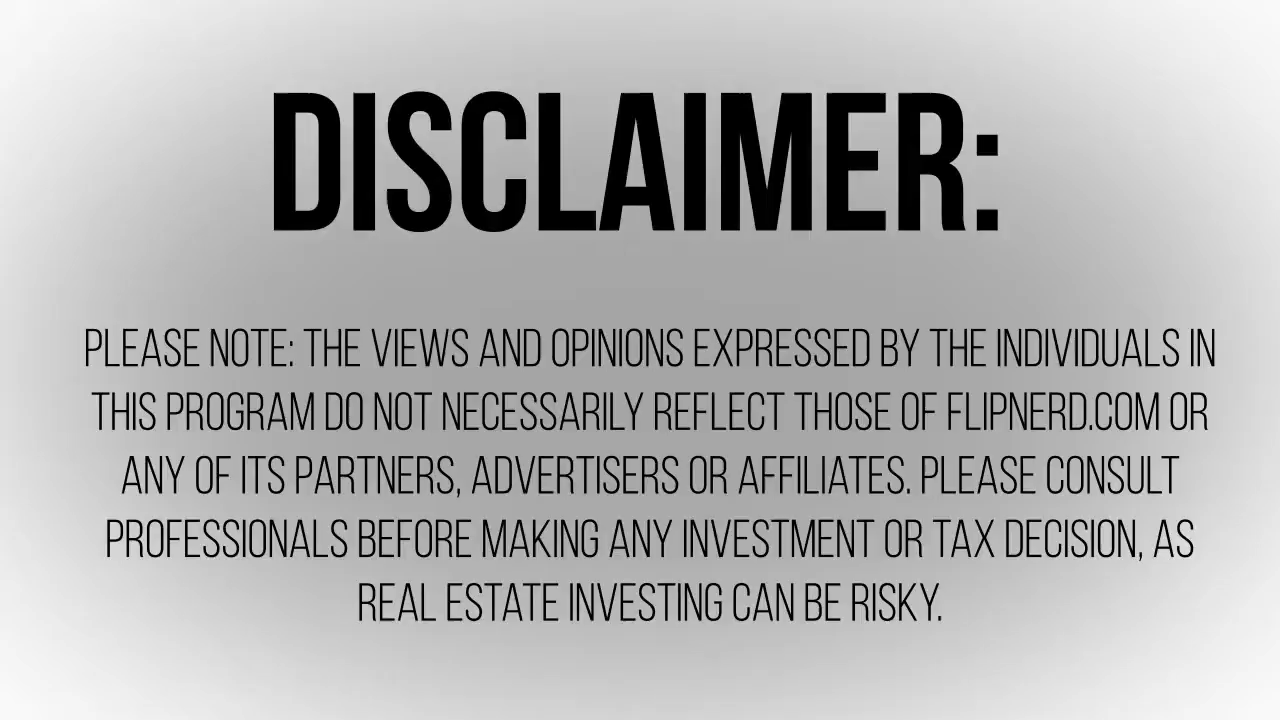 DISCLAIMER:
PLEASE NOTE: THE VIEWS AND OPINIONS EXPRESSED BY THE INDIVIDUALS IN
THIS PROGRAM DO NOT NECESSARILY REFLECT THOSE OF FLIPNERD.COM OR
ANY OF ITS PARTNERS, ADVERTISERS OR AFFILIATES. PLEASE CONSULT
PROFESSIONALS BEFORE MAKING ANY INVESTMENT OR TAX DECISION, AS
REAL ESTATE INVESTING CAN BE RISKY.